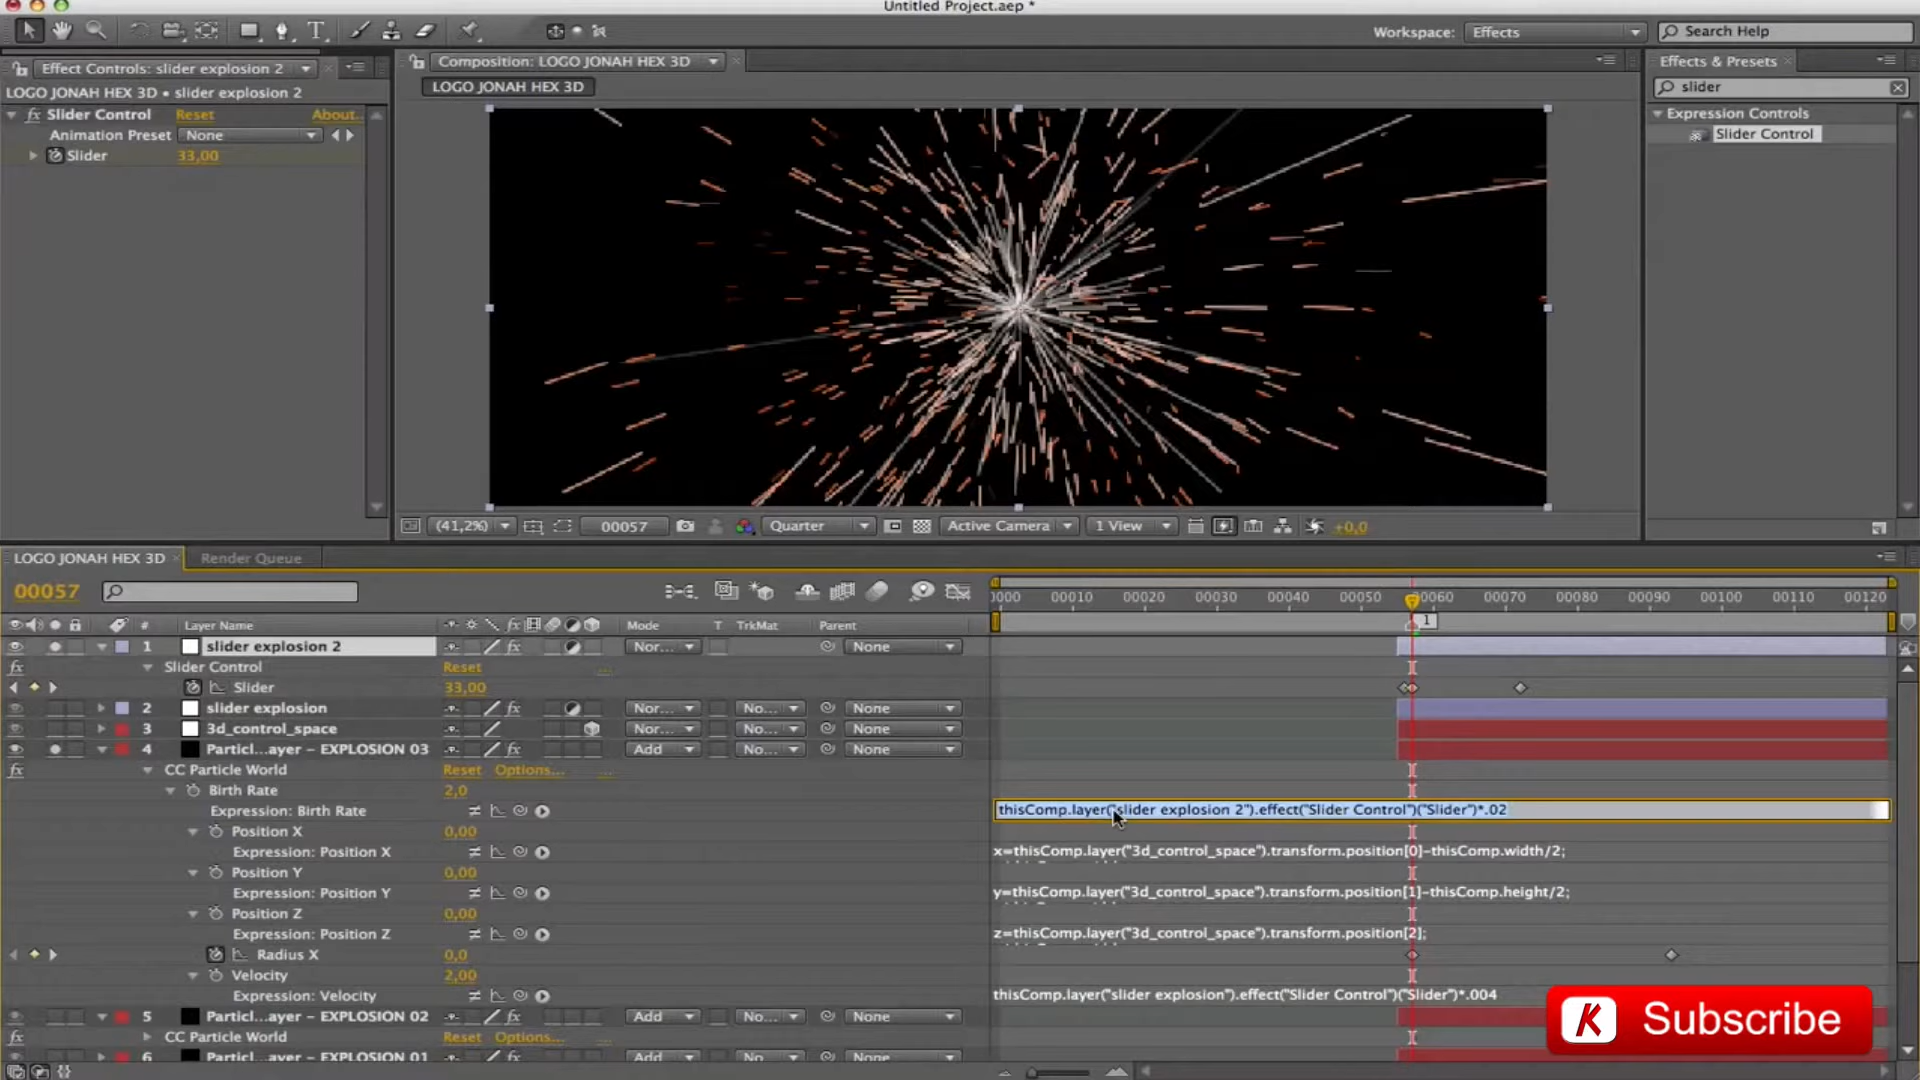 Untitled Project.aep *
Workspace: Effects
Search Help
Effect Controls: slider explosion 2
Composition: LOGO JONAH HEX 3D
Effects & Presets
LOGO JONAH HEX 3D • slider explosion 2
LOGO JONAH HEX 3D
slider
fx Slider Control Reset About..
Expression Controls
Animation Preset None
Slider Control
Slider 33,00
(41,2%) 00057 Quarter Active Camera 1 View +0,0
LOGO JONAH HEX 3D Render Queue
00057
0000 00010 00020 00030 00040 00050 00060 00070 00080 00090 00100 00110 00120
# Layer Name fx Mode T TrkMat Parent
1
1 slider explosion 2 fx Nor... None
fx Slider Control Reset ...
Slider 33,00
2 slider explosion fx Nor... No... None
3 3d_control_space Nor... No... None
4 Particl...ayer – EXPLOSION 03 fx Add No... None
fx CC Particle World Reset Options... ...
Birth Rate 2,0
Expression: Birth Rate thisComp.layer("slider explosion 2").effect("Slider Control")("Slider")*.02
Position X 0,00
Expression: Position X x=thisComp.layer("3d_control_space").transform.position[0]-thisComp.width/2;
Position Y 0,00
Expression: Position Y y=thisComp.layer("3d_control_space").transform.position[1]-thisComp.height/2;
Position Z 0,00
Expression: Position Z z=thisComp.layer("3d_control_space").transform.position[2];
Radius X 0,0
Velocity 2,00
Expression: Velocity thisComp.layer("slider explosion").effect("Slider Control")("Slider")*.004
5 Particl...ayer – EXPLOSION 02 fx Add No... None
fx CC Particle World Reset Options...
6 Particl...ayer – EXPLOSION 01 fx Add No... None
K Subscribe